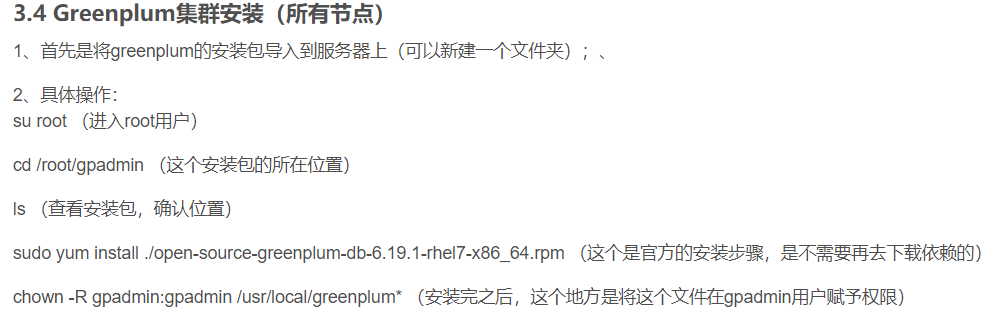 3.4 Greenplum集群安装（所有节点）
1、首先是将greenplum的安装包导入到服务器上（可以新建一个文件夹）；、
2、具体操作：
su root （进入root用户）
cd /root/gpadmin （这个安装包的所在位置）
ls （查看安装包，确认位置）
sudo yum install ./open-source-greenplum-db-6.19.1-rhel7-x86_64.rpm （这个是官方的安装步骤，是不需要再去下载依赖的）
chown -R gpadmin:gpadmin /usr/local/greenplum* （安装完之后，这个地方是将这个文件在gpadmin用户赋予权限）